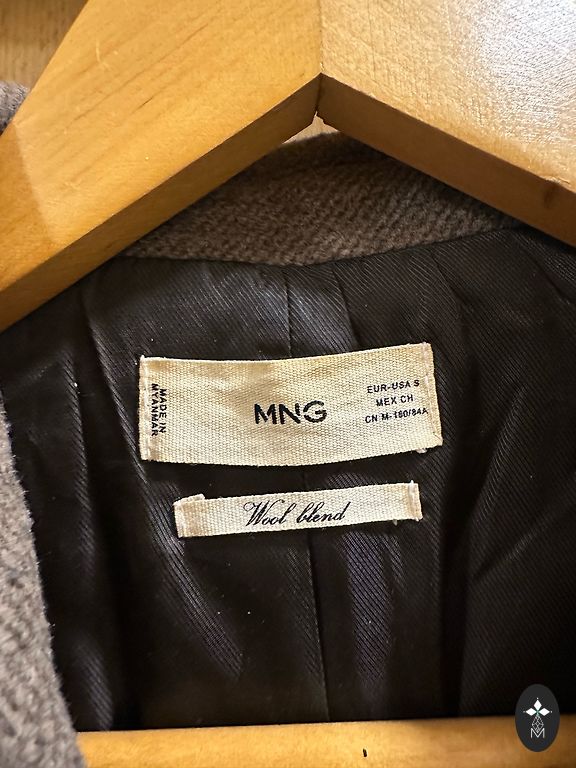 MADE IN
MYANMAR
MNG
EUR-USA S
MEX CH
CN M-160/84A
Wool blend
M